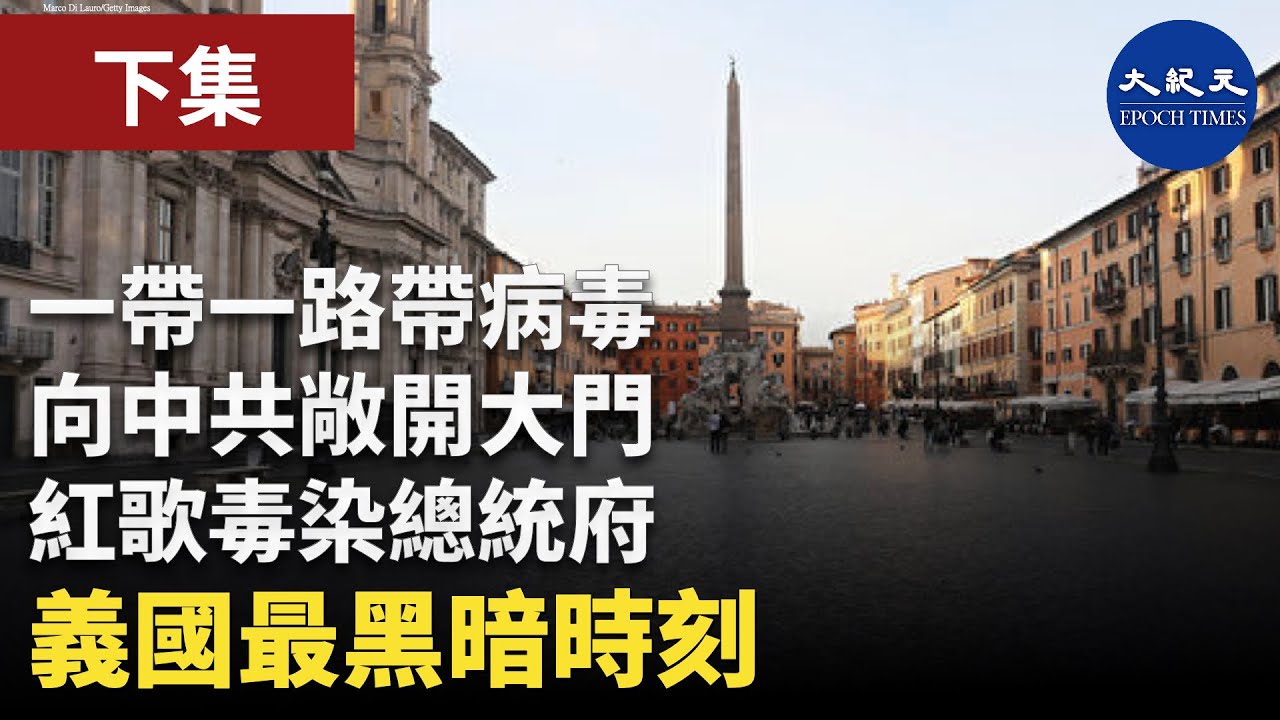 Marco Di Lauro/Getty Images
下集
大紀元
EPOCH TIMES
一帶一路帶病毒
向中共敞開大門
紅歌毒染總統府
義國最黑暗時刻